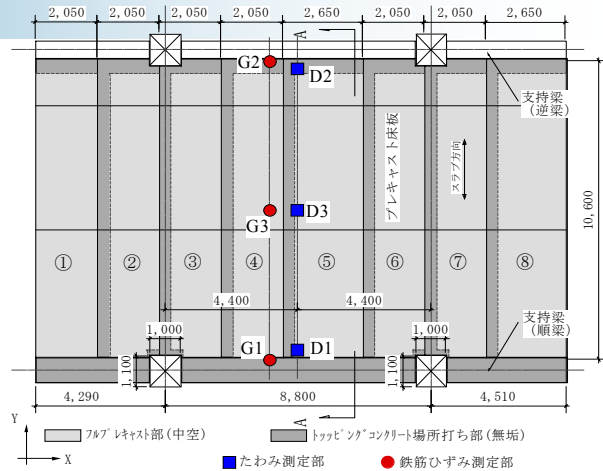 2,050 2,050 2,050 2,050 2,650 2,050 2,050 2,650
A
G2
D2
支持梁
(逆梁)
プレキャスト床板
スラブ方向
10,600
D3
G3
① ② ③ ④ ⑤ ⑥ ⑦ ⑧
4,400 4,400
1,000 1,000
支持梁
(順梁)
G1 D1
1,100 1,100
4,290 8,800 4,510
A
Y
X
フルプレキャスト部(中空)
トッピングコンクリート場所打ち部(無垢)
たわみ測定部
鉄筋ひずみ測定部